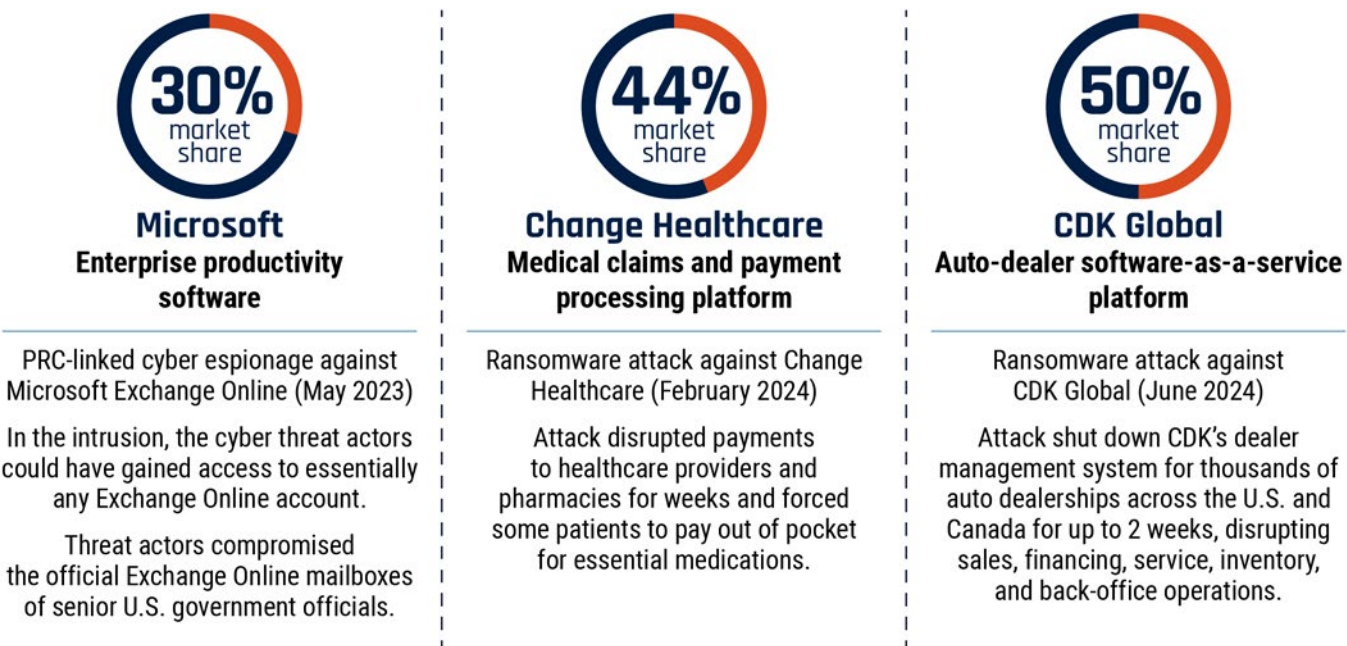 30%
market
share
Microsoft
Enterprise productivity
software
PRC-linked cyber espionage against
Microsoft Exchange Online (May 2023)
In the intrusion, the cyber threat actors
could have gained access to essentially
any Exchange Online account.
Threat actors compromised
the official Exchange Online mailboxes
of senior U.S. government officials.
44%
market
share
Change Healthcare
Medical claims and payment
processing platform
Ransomware attack against Change
Healthcare (February 2024)
Attack disrupted payments
to healthcare providers and
pharmacies for weeks and forced
some patients to pay out of pocket
for essential medications.
50%
market
share
CDK Global
Auto-dealer software-as-a-service
platform
Ransomware attack against
CDK Global (June 2024)
Attack shut down CDK’s dealer
management system for thousands of
auto dealerships across the U.S. and
Canada for up to 2 weeks, disrupting
sales, financing, service, inventory,
and back-office operations.